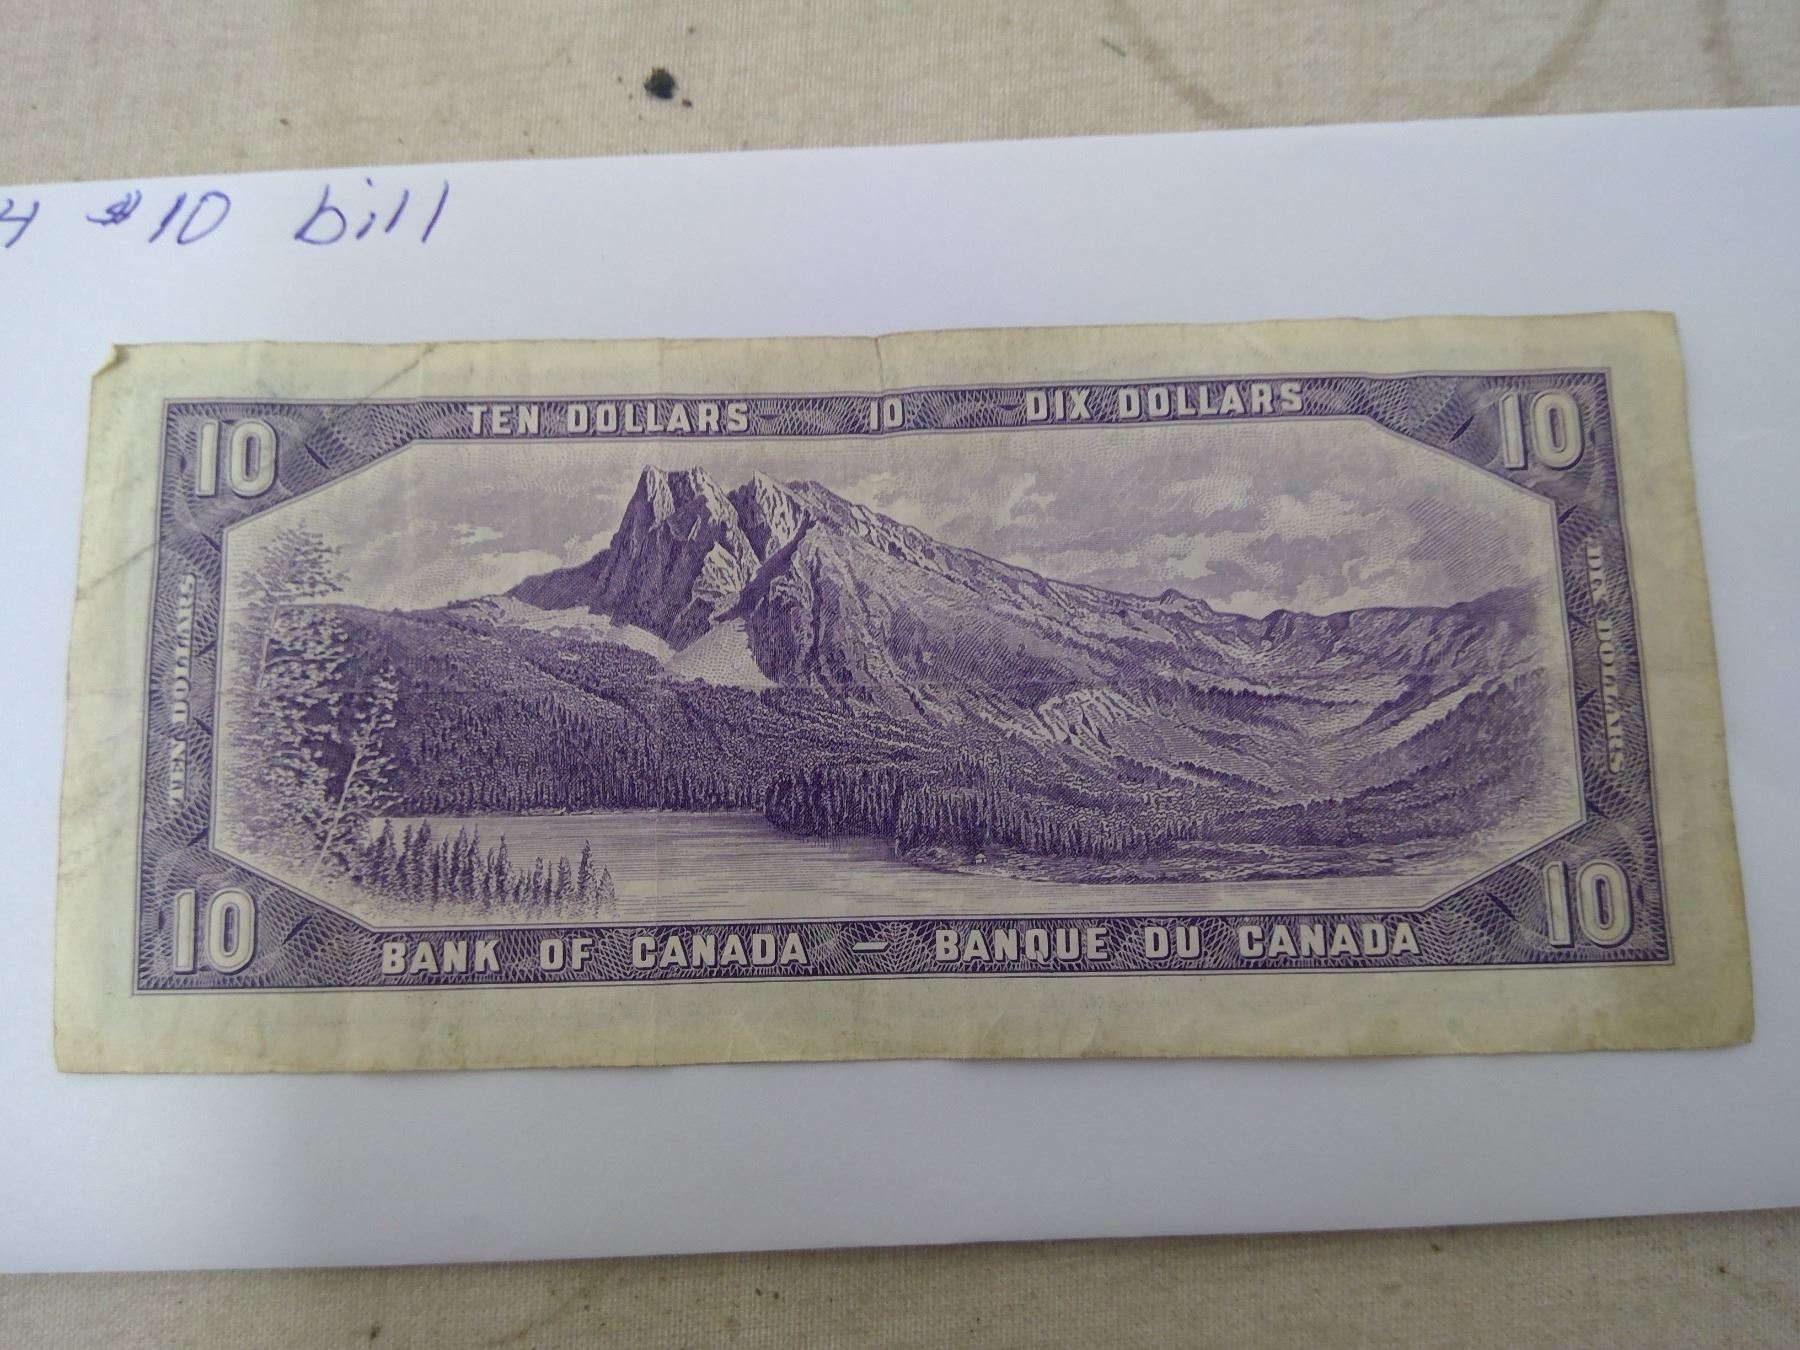 4 $10 bill
TEN DOLLARS 10 DIX DOLLARS
10 10
TEN DOLLARS
DIX DOLLARS
10 10
BANK OF CANADA – BANQUE DU CANADA